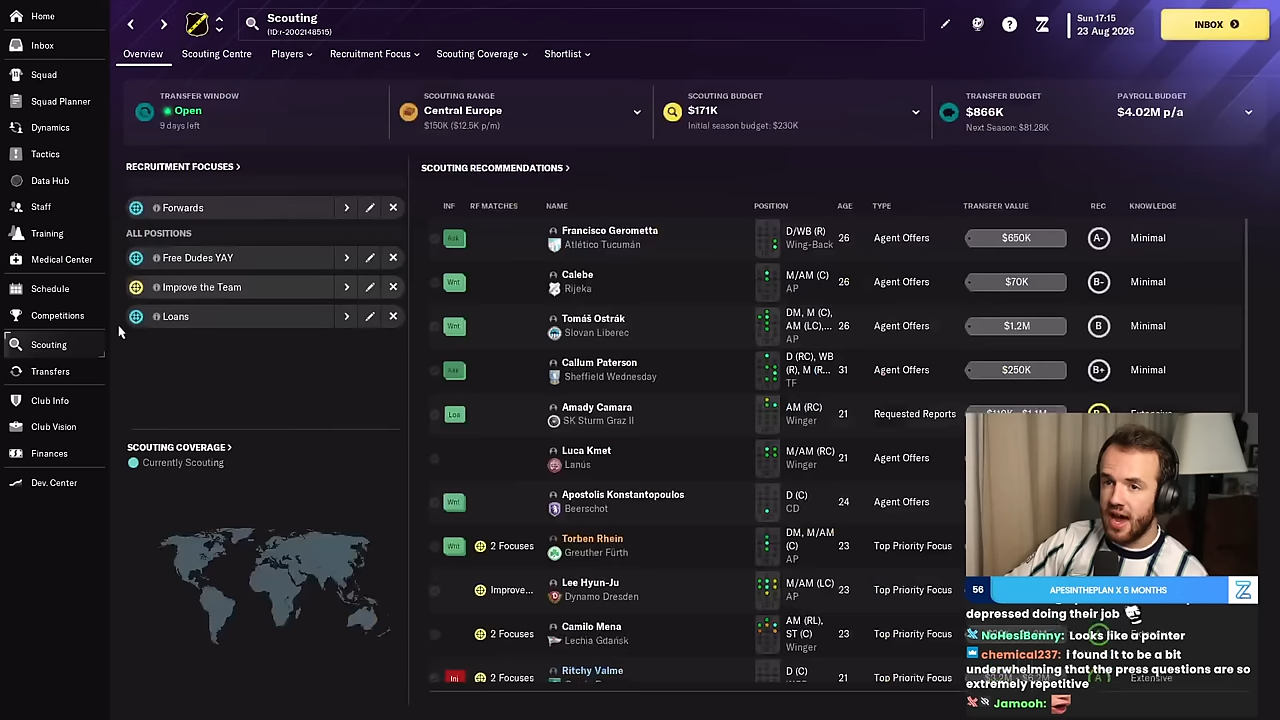 Home
Inbox
Squad
Squad Planner
Dynamics
Tactics
Data Hub
Staff
Training
Medical Center
Schedule
Competitions
Scouting
Transfers
Club Info
Club Vision
Finances
Dev. Center
Scouting
(ID:r-2002148515)
Sun 17:15
23 Aug 2026
INBOX
Overview
Scouting Centre
Players
Recruitment Focus
Scouting Coverage
Shortlist
TRANSFER WINDOW
Open
9 days left
SCOUTING RANGE
Central Europe
$150K ($12.5K p/m)
SCOUTING BUDGET
$171K
Initial season budget: $230K
TRANSFER BUDGET
$866K
Next Season: $81.28K
PAYROLL BUDGET
$4.02M p/a
RECRUITMENT FOCUSES >
Forwards
ALL POSITIONS
Free Dudes YAY
Improve the Team
Loans
SCOUTING COVERAGE >
Currently Scouting
SCOUTING RECOMMENDATIONS >
INF RF MATCHES NAME POSITION AGE TYPE TRANSFER VALUE REC KNOWLEDGE
Ask Francisco Gerometta D/WB (R) 26 Agent Offers $650K A- Minimal
Atlético Tucumán Wing-Back
Wnt Calebe M/AM (C) 26 Agent Offers $70K B- Minimal
Rijeka AP
Wnt Tomáš Ostrák DM, M (C), AM (LC),... 26 Agent Offers $1.2M B Minimal
Slovan Liberec AP
Ask Callum Paterson D (RC), WB (R), M (R... 31 Agent Offers $250K B+ Minimal
Sheffield Wednesday TF
Loa Amady Camara AM (RC) 21 Requested Reports
SK Sturm Graz II Winger
Luca Kmet M/AM (RC) 21 Agent Offers
Lanús Winger
Wnt Apostolis Konstantopoulos D (C) 24 Agent Offers
Beerschot CD
Wnt 2 Focuses Torben Rhein DM, M/AM (C) 23 Top Priority Focus
Greuther Fürth AP
Improve... Lee Hyun-Ju M/AM (LC) 23 Top Priority Focus
Dynamo Dresden AP
2 Focuses Camilo Mena AM (RL), ST (C) 23 Top Priority Focus
Lechia Gdańsk Winger
Inj 2 Focuses Ritchy Valme D (C) 21 Top Priority Focus
56 APESINTHEPLAN X 6 MONTHS
depressed doing their job
NoHesiBenny: Looks like a pointer
chemical237: i found it to be a bit
underwhelming that the press questions are so
extremely repetitive
Jamooh: